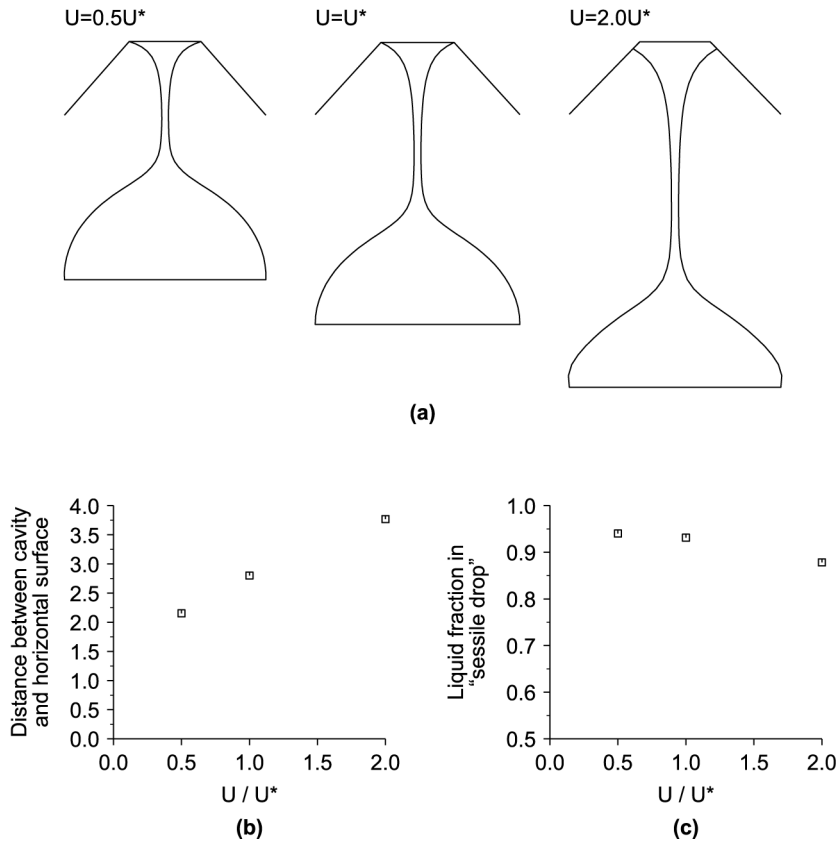 U=0.5U*
U=U*
U=2.0U*
(a)
Distance between cavity
and horizontal surface
4.0
3.5
3.0
2.5
2.0
1.5
1.0
0.5
0.0
0.0
0.5
1.0
1.5
2.0
U / U*
(b)
Liquid fraction in
“sessile drop”
1.0
0.9
0.8
0.7
0.6
0.5
0.0
0.5
1.0
1.5
2.0
U / U*
(c)